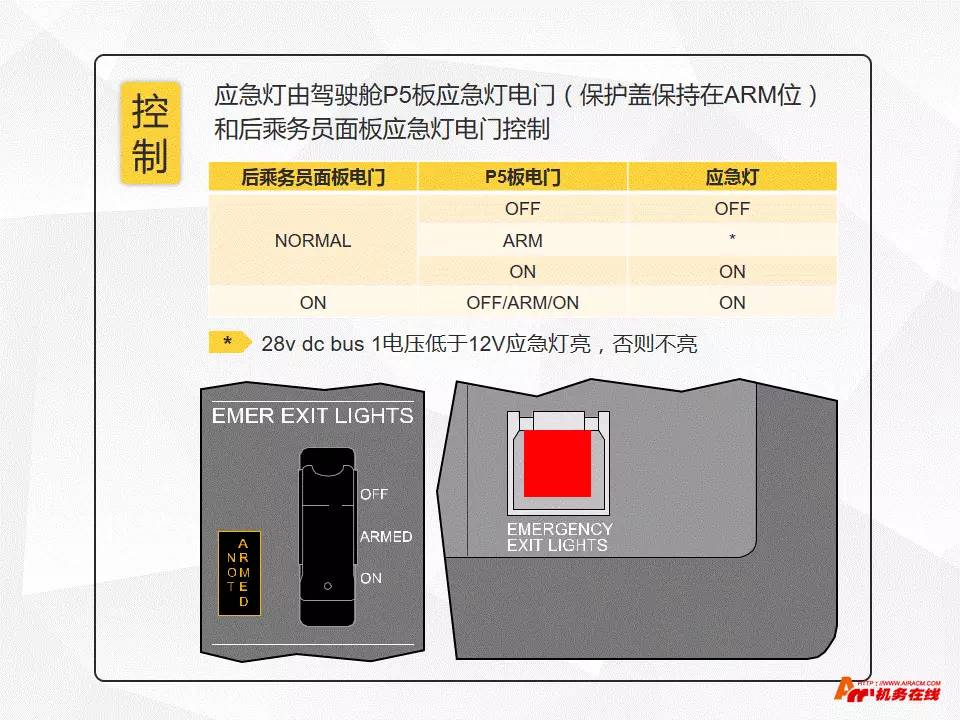 控
制
应急灯由驾驶舱P5板应急灯电门（保护盖保持在ARM位）
和后乘务员面板应急灯电门控制
后乘务员面板电门 P5板电门 应急灯
OFF OFF
NORMAL ARM *
ON ON
ON OFF/ARM/ON ON
* 28v dc bus 1电压低于12V应急灯亮，否则不亮
EMER EXIT LIGHTS
OFF
ARMED
ON
NOT
ARMED
EMERGENCY
EXIT LIGHTS
HTTP://WWW.AIRACM.COM
机务在线